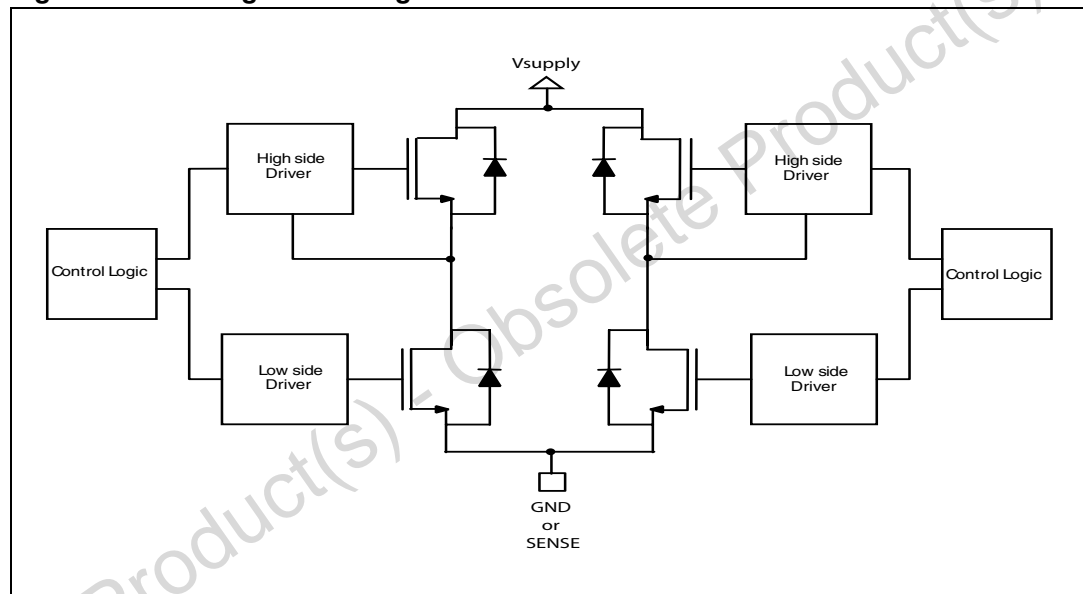 Vsupply
High side
Driver
High side
Driver
Control Logic
Control Logic
Low side
Driver
Low side
Driver
GND
or
SENSE
Product(s) - Obsolete Product(s)